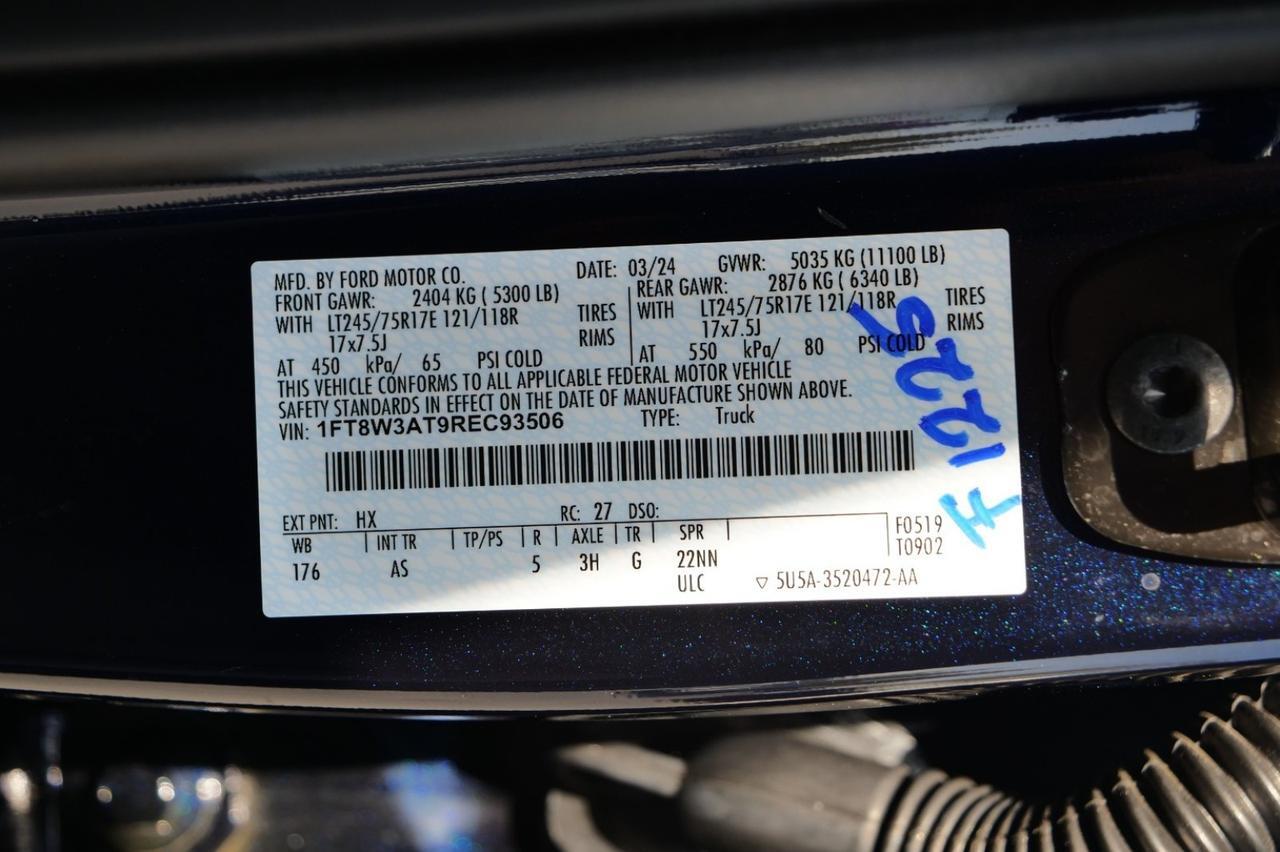 MFD. BY FORD MOTOR CO. DATE: 03/24 GVWR: 5035 KG (11100 LB)
FRONT GAWR: 2404 KG ( 5300 LB) REAR GAWR: 2876 KG ( 6340 LB)
WITH LT245/75R17E 121/118R TIRES WITH LT245/75R17E 121/118R TIRES
17x7.5J RIMS 17x7.5J RIMS
AT 450 kPa/ 65 PSI COLD AT 550 kPa/ 80 PSI COLD
THIS VEHICLE CONFORMS TO ALL APPLICABLE FEDERAL MOTOR VEHICLE
SAFETY STANDARDS IN EFFECT ON THE DATE OF MANUFACTURE SHOWN ABOVE.
VIN: 1FT8W3AT9REC93506 TYPE: Truck
EXT PNT: HX RC: 27 DSO:
WB INT TR TP/PS R AXLE TR SPR F0519
176 AS 5 3H G 22NN T0902
ULC ▽ 5U5A-3520472-AA